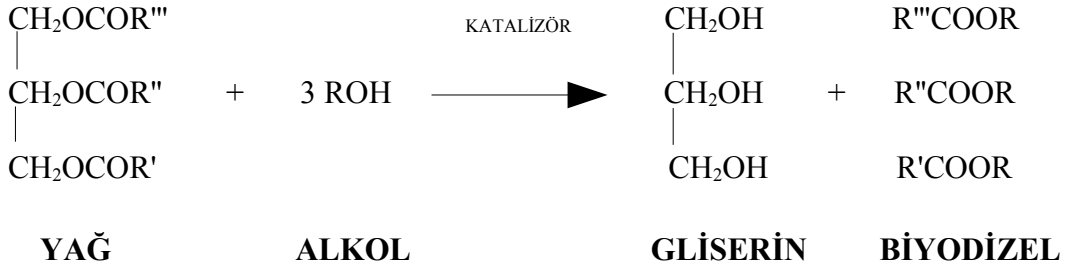 CH₂OCOR''' KATALİZÖR CH₂OH R'''COOR
CH₂OCOR'' + 3 ROH CH₂OH + R''COOR
CH₂OCOR' CH₂OH R'COOR
YAĞ ALKOL GLİSERİN BİYODİZEL